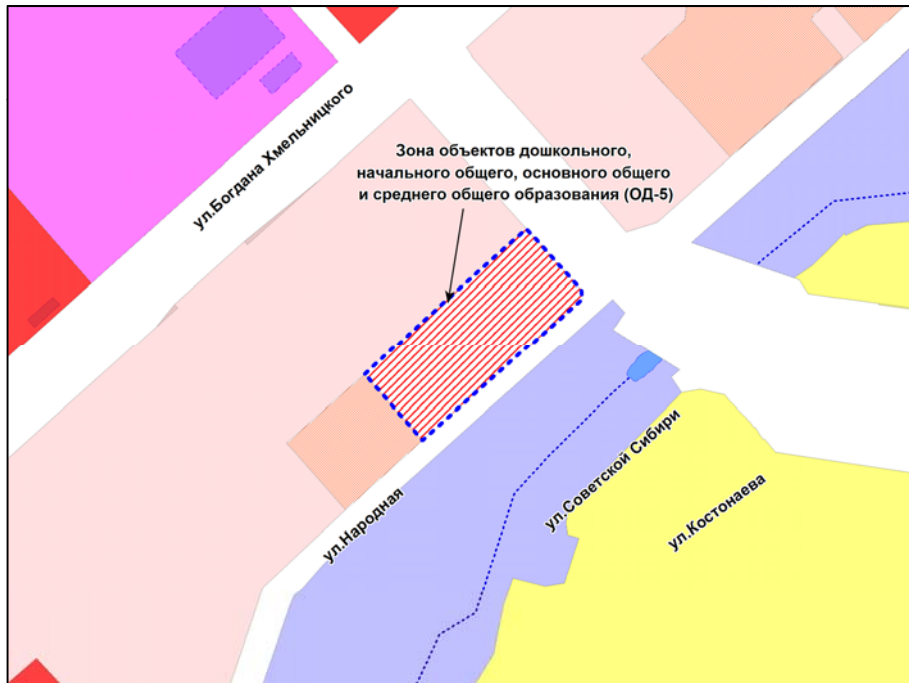 ул.Богдана Хмельницкого
Зона объектов дошкольного,
начального общего, основного общего
и среднего общего образования (ОД-5)
ул.Народная
ул.Советской Сибири
ул.Костонаева